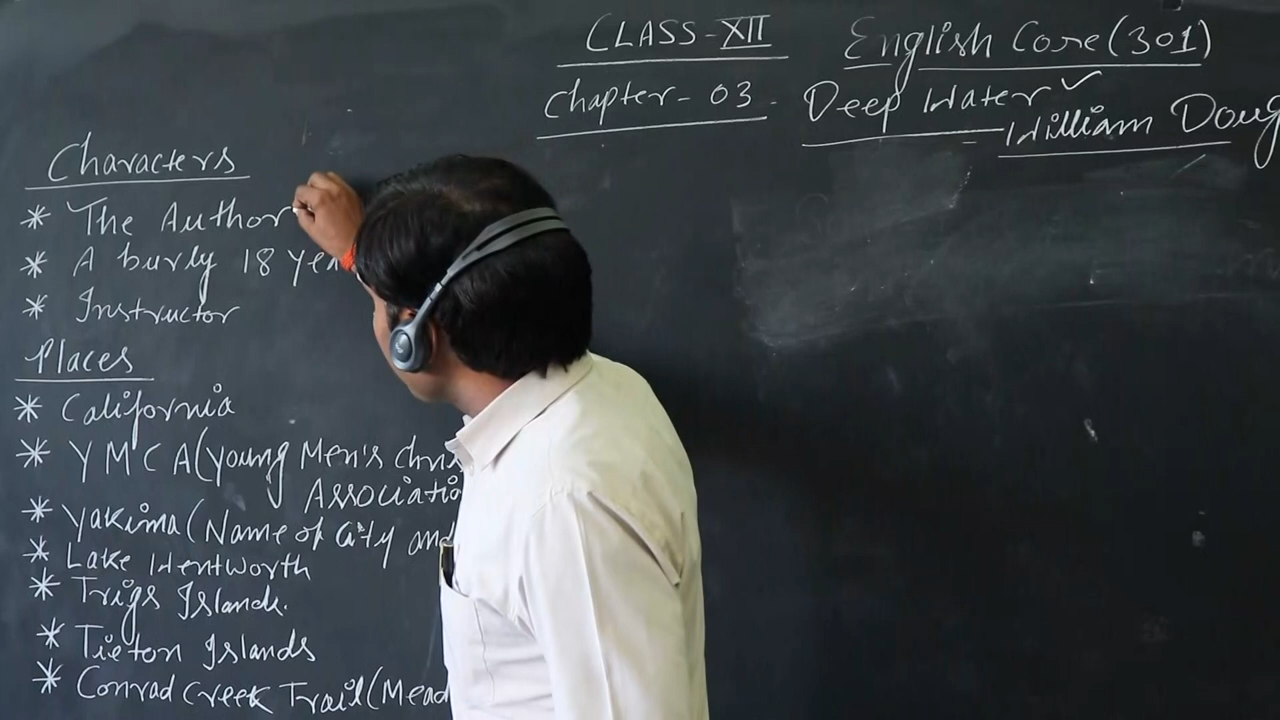 CLASS-XII English Core(301)
Chapter-03. Deep Water ✓
William Doug
Characters
* The Author
* A burly 18 yea
* Instructor
Places
* California
* YMCA(young Men's chris
Associatio
* Yakima(Name of City and
* Lake Wentworth
* Trigs Islands.
* Tieton Islands
* Conrad Creek Trail(Mead